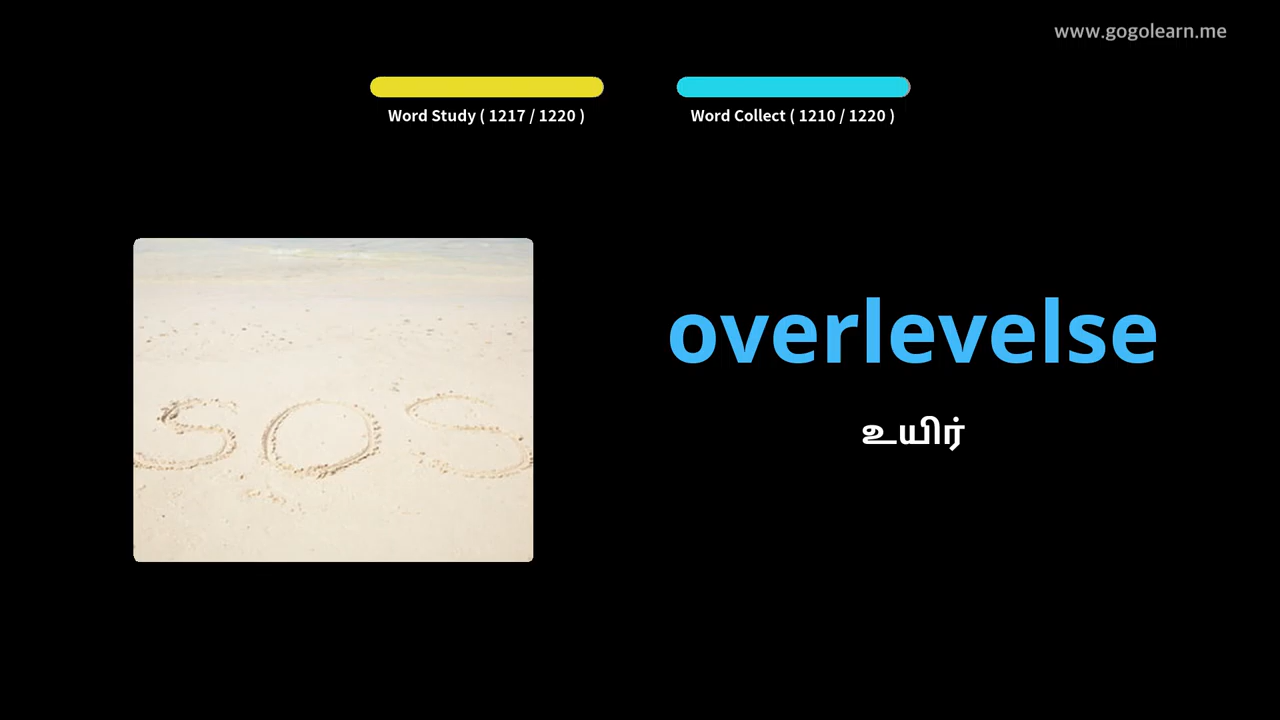 www.gogolearn.me
Word Study ( 1217 / 1220 )
Word Collect ( 1210 / 1220 )
SOS
overlevelse
உயிர்